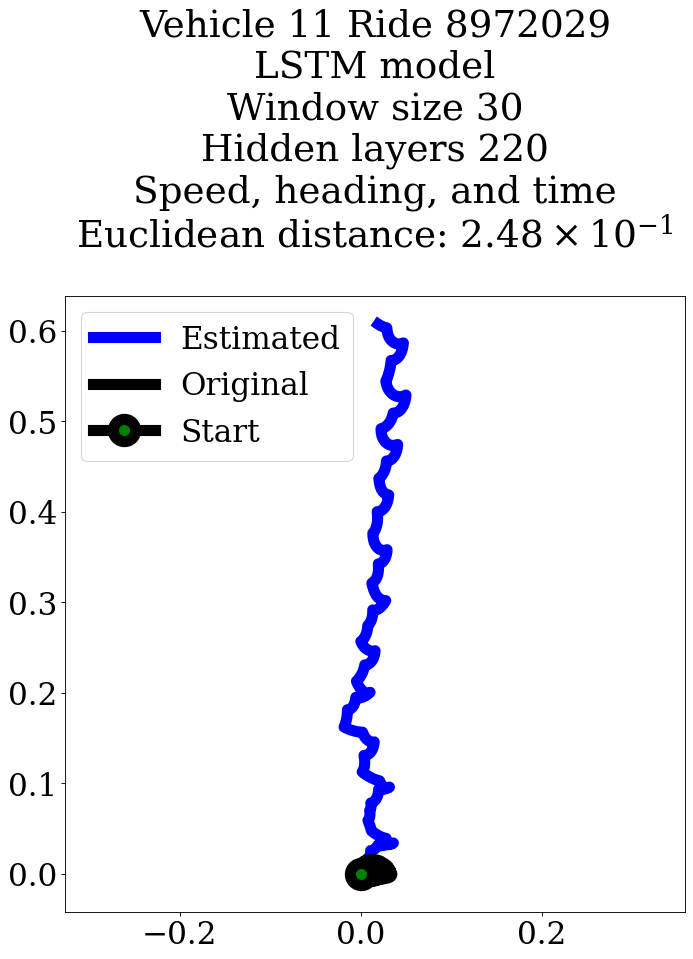 Vehicle 11 Ride 8972029
LSTM model
Window size 30
Hidden layers 220
Speed, heading, and time
Euclidean distance: 2.48 × 10⁻¹
Estimated
Original
Start
0.6
0.5
0.4
0.3
0.2
0.1
0.0
−0.2 0.0 0.2